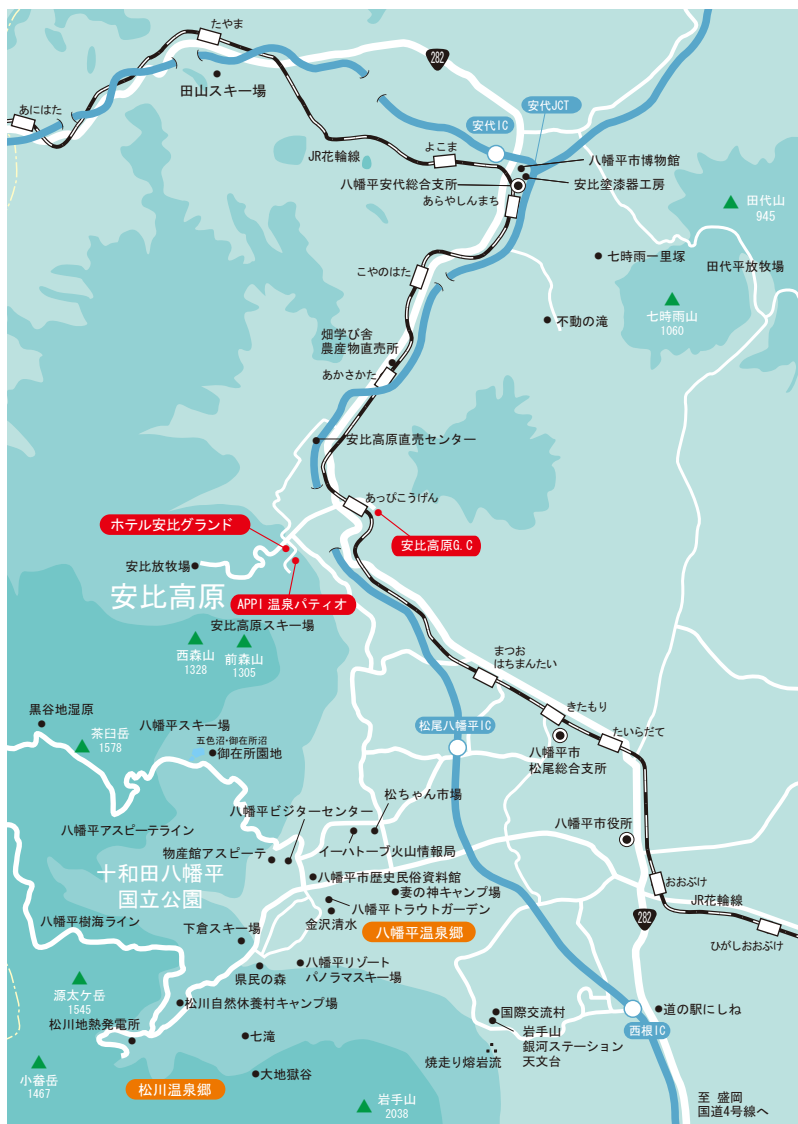 たやま
282
田山スキー場
あにはた
安代JCT
安代IC
よこま
JR花輪線
八幡平市博物館
八幡平安代総合支所
安比塗漆器工房
あらやしんまち
田代山
945
七時雨一里塚
田代平放牧場
こやのはた
七時雨山
1060
不動の滝
畑学び舎
農産物直売所
あかさかた
安比高原直売センター
あっぴこうげん
ホテル安比グランド
安比高原G.C
安比放牧場
安比高原
APPI 温泉パティオ
安比高原スキー場
西森山
1328
前森山
1305
まつお
はちまんたい
きたもり
たいらだて
黒谷地湿原
八幡平スキー場
茶臼岳
1578
五色沼・御在所沼
御在所園地
松尾八幡平IC
八幡平市
松尾総合支所
松ちゃん市場
八幡平ビジターセンター
八幡平アスピーテライン
イーハトーブ火山情報局
八幡平市役所
物産館アスピーテ
十和田八幡平
国立公園
八幡平市歴史民俗資料館
妻の神キャンプ場
おおぶけ
JR花輪線
八幡平トラウトガーデン
八幡平樹海ライン
下倉スキー場
金沢清水
八幡平温泉郷
282
ひがしおおぶけ
県民の森
八幡平リゾート
パノラマスキー場
源太ケ岳
1545
松川自然休養村キャンプ場
国際交流村
道の駅にしね
松川地熱発電所
七滝
岩手山
銀河ステーション
天文台
西根IC
焼走り熔岩流
小畚岳
1467
松川温泉郷
大地獄谷
岩手山
2038
至 盛岡
国道4号線へ